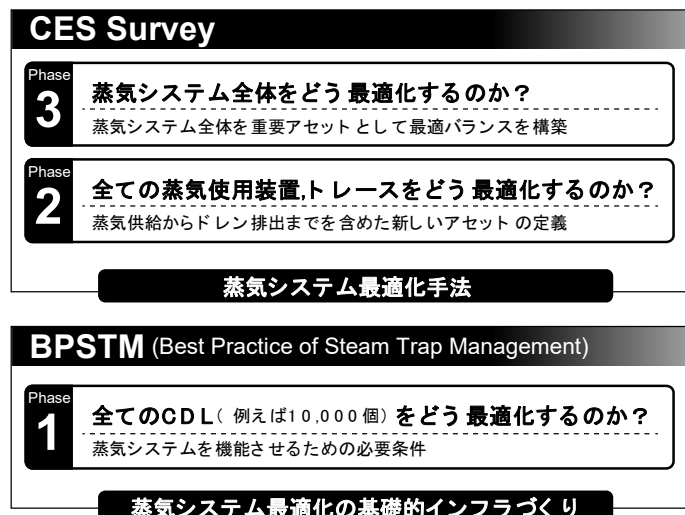 CES Survey
Phase
3
蒸気システム全体をどう最適化するのか？
蒸気システム全体を重要アセットとして最適バランスを構築
Phase
2
全ての蒸気使用装置,トレースをどう最適化するのか？
蒸気供給からドレン排出までを含めた新しいアセットの定義
蒸気システム最適化手法
BPSTM (Best Practice of Steam Trap Management)
Phase
1
全てのCDL(例えば10,000個)をどう最適化するのか？
蒸気システムを機能させるための必要条件
蒸気システム最適化の基礎的インフラづくり